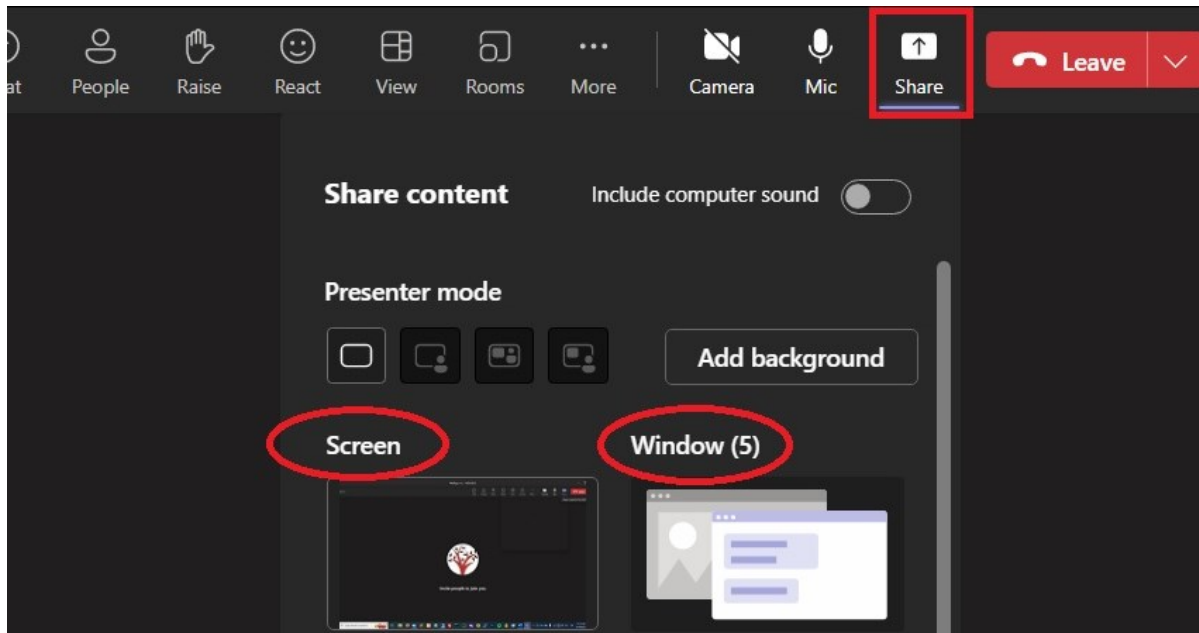 at People Raise React View Rooms More Camera Mic Share Leave
Share content Include computer sound
Presenter mode
Add background
Screen Window (5)